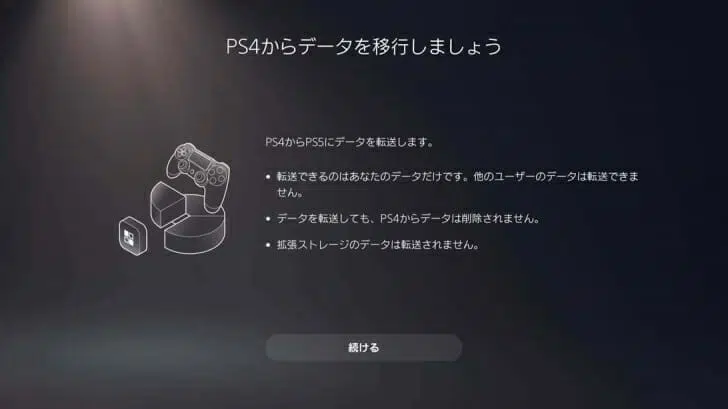 PS4からデータを移行しましょう
PS4からPS5にデータを転送します。
• 転送できるのはあなたのデータだけです。他のユーザーのデータは転送できま
せん。
• データを転送しても、PS4からデータは削除されません。
• 拡張ストレージのデータは転送されません。
続ける